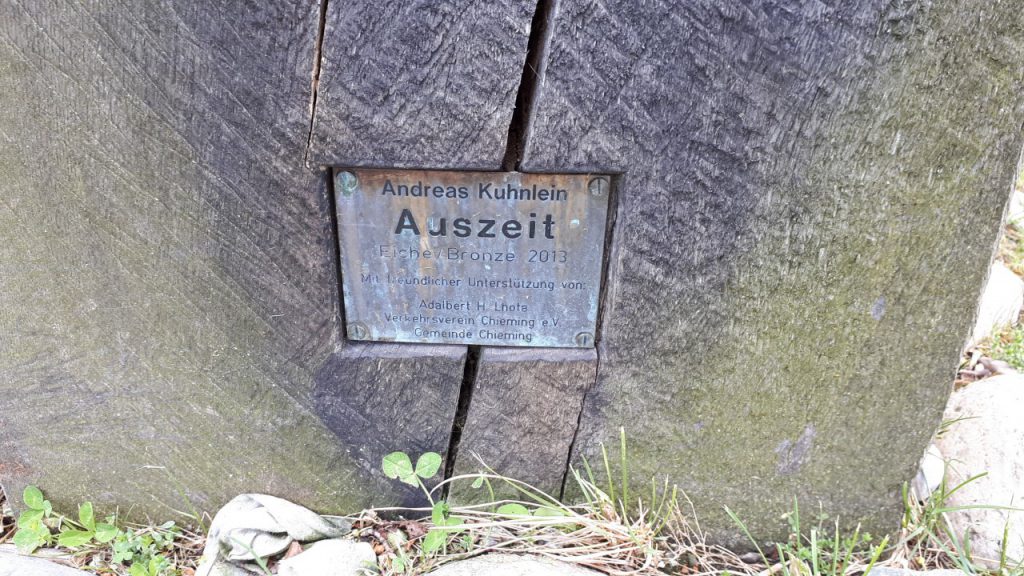 Andreas Kuhnlein
Auszeit
Eiche/Bronze 2013
Mit freundlicher Unterstützung von:
Adalbert H. Lhota
Verkehrsverein Chieming e.V.
Gemeinde Chieming